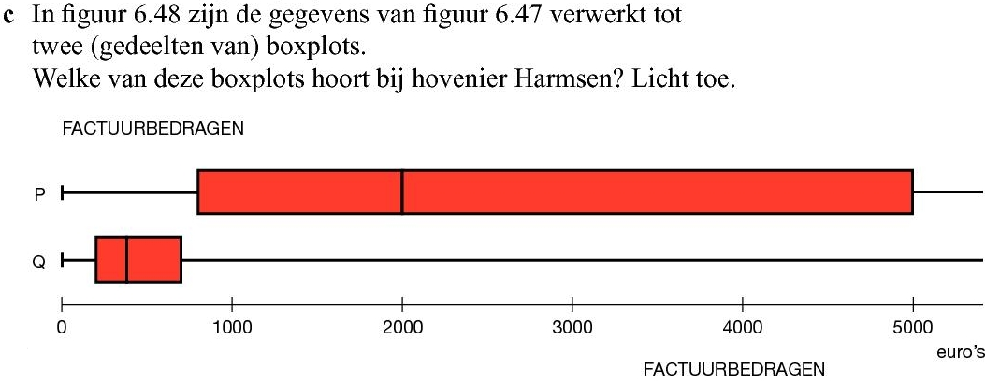 c In figuur 6.48 zijn de gegevens van figuur 6.47 verwerkt tot
twee (gedeelten van) boxplots.
Welke van deze boxplots hoort bij hovenier Harmsen? Licht toe.
FACTUURBEDRAGEN
P
Q
0 1000 2000 3000 4000 5000
euro's
FACTUURBEDRAGEN